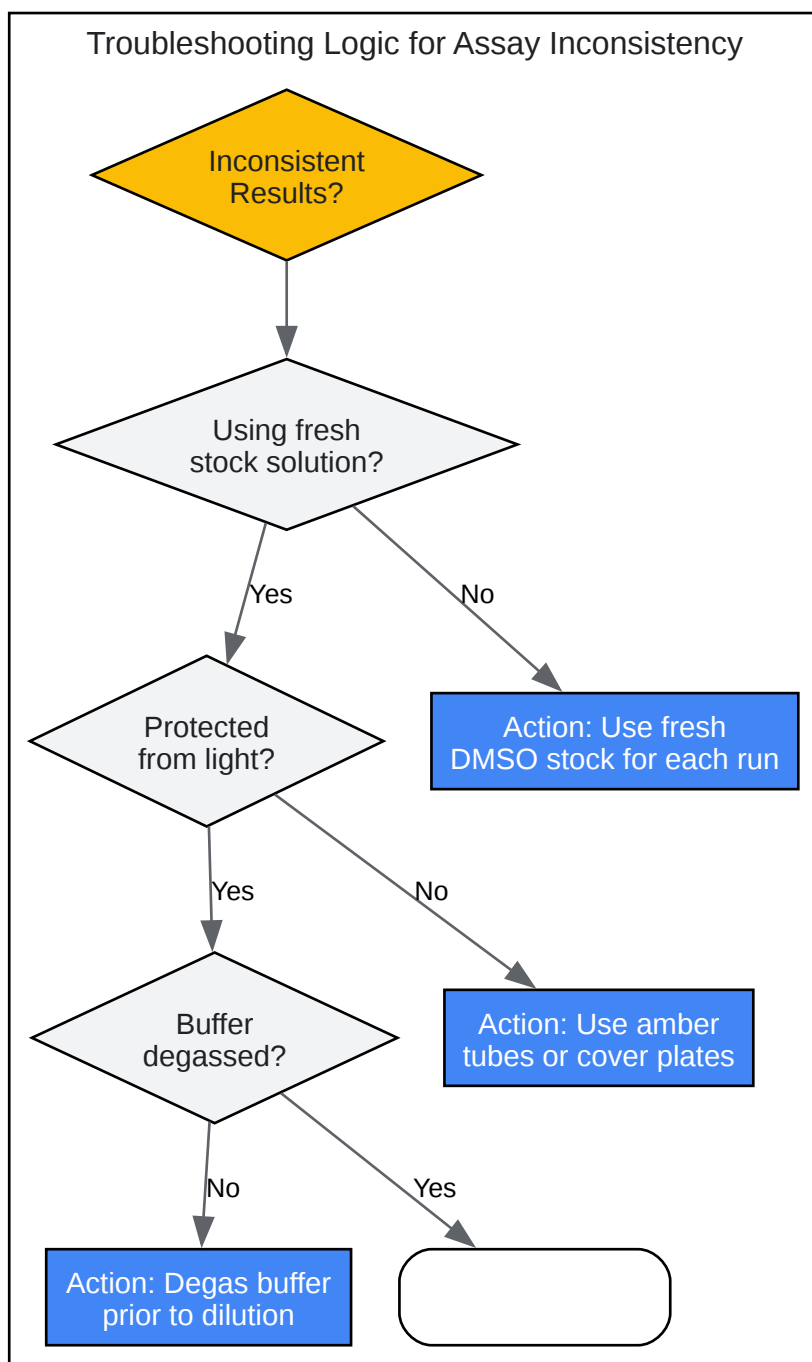 Troubleshooting Logic for Assay Inconsistency
Inconsistent
Results?
Using fresh
stock solution?
Yes
No
Protected
from light?
Action: Use fresh
DMSO stock for each run
Yes
No
Buffer
degassed?
Action: Use amber
tubes or cover plates
No
Yes
Action: Degas buffer
prior to dilution